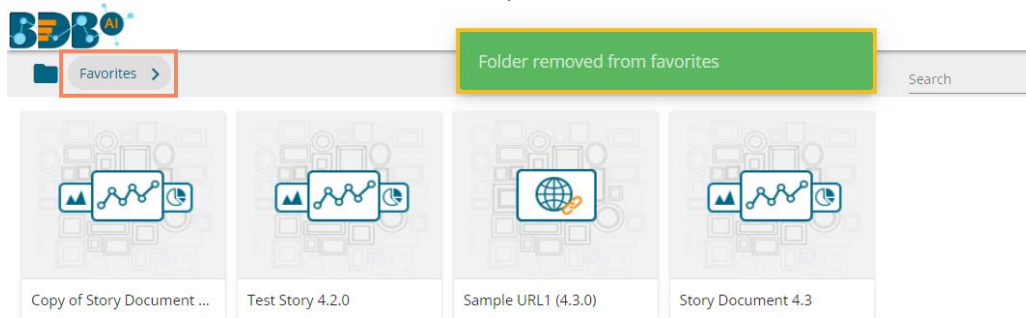 BDB AI
Folder removed from favorites
Favorites
Search
Copy of Story Document ...
Test Story 4.2.0
Sample URL1 (4.3.0)
Story Document 4.3